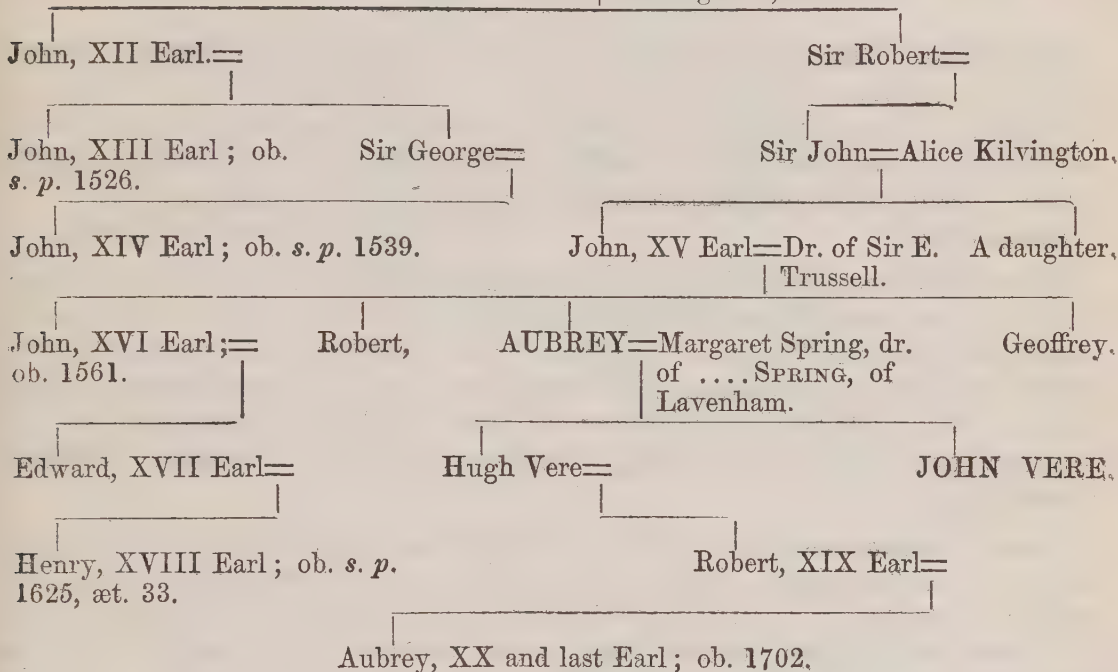 John, XII Earl.= Sir Robert=
John, XIII Earl ; ob. Sir George= Sir John=Alice Kilvington,
s. p. 1526.
John, XIV Earl ; ob. s. p. 1539. John, XV Earl=Dr. of Sir E. A daughter,
Trussell.
John, XVI Earl ;= Robert, AUBREY=Margaret Spring, dr. Geoffrey,
ob. 1561. of .... SPRING, of
Lavenham.
Edward, XVII Earl= Hugh Vere= JOHN VERE,
Henry, XVIII Earl ; ob. s. p. Robert, XIX Earl=
1625, æt. 33.
Aubrey, XX and last Earl ; ob. 1702,